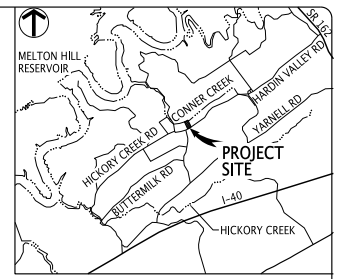 SR 162
MELTON HILL
RESERVOIR
CONNER CREEK
HARDIN VALLEY RD
YARNELL RD
HICKORY CREEK RD
PROJECT
SITE
BUTTERMILK RD
I-40
HICKORY CREEK